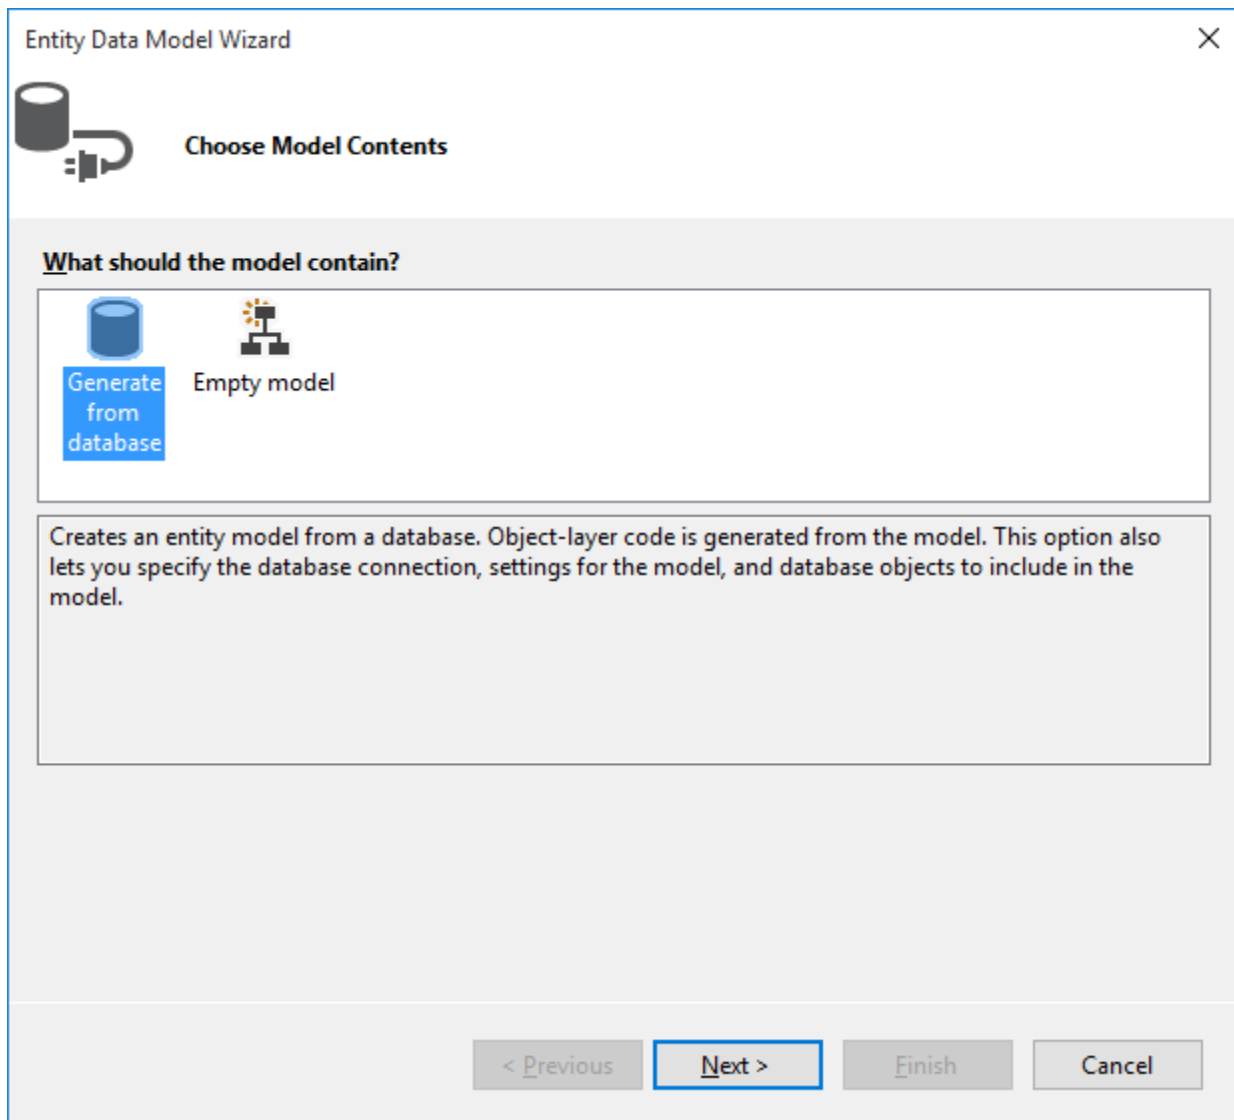 Entity Data Model Wizard
Choose Model Contents
What should the model contain?
Generate
from
database
Empty model
Creates an entity model from a database. Object-layer code is generated from the model. This option also
lets you specify the database connection, settings for the model, and database objects to include in the
model.
< Previous
Next >
Finish
Cancel